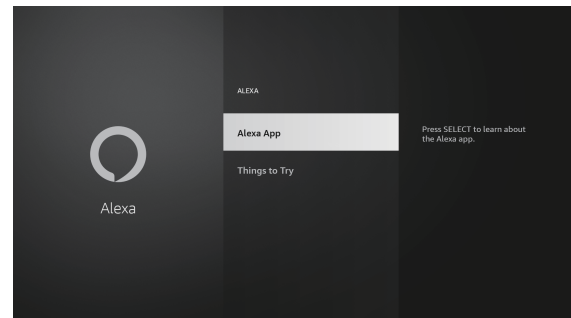 ALEXA
Alexa App
Press SELECT to learn about
the Alexa app.
Things to Try
Alexa